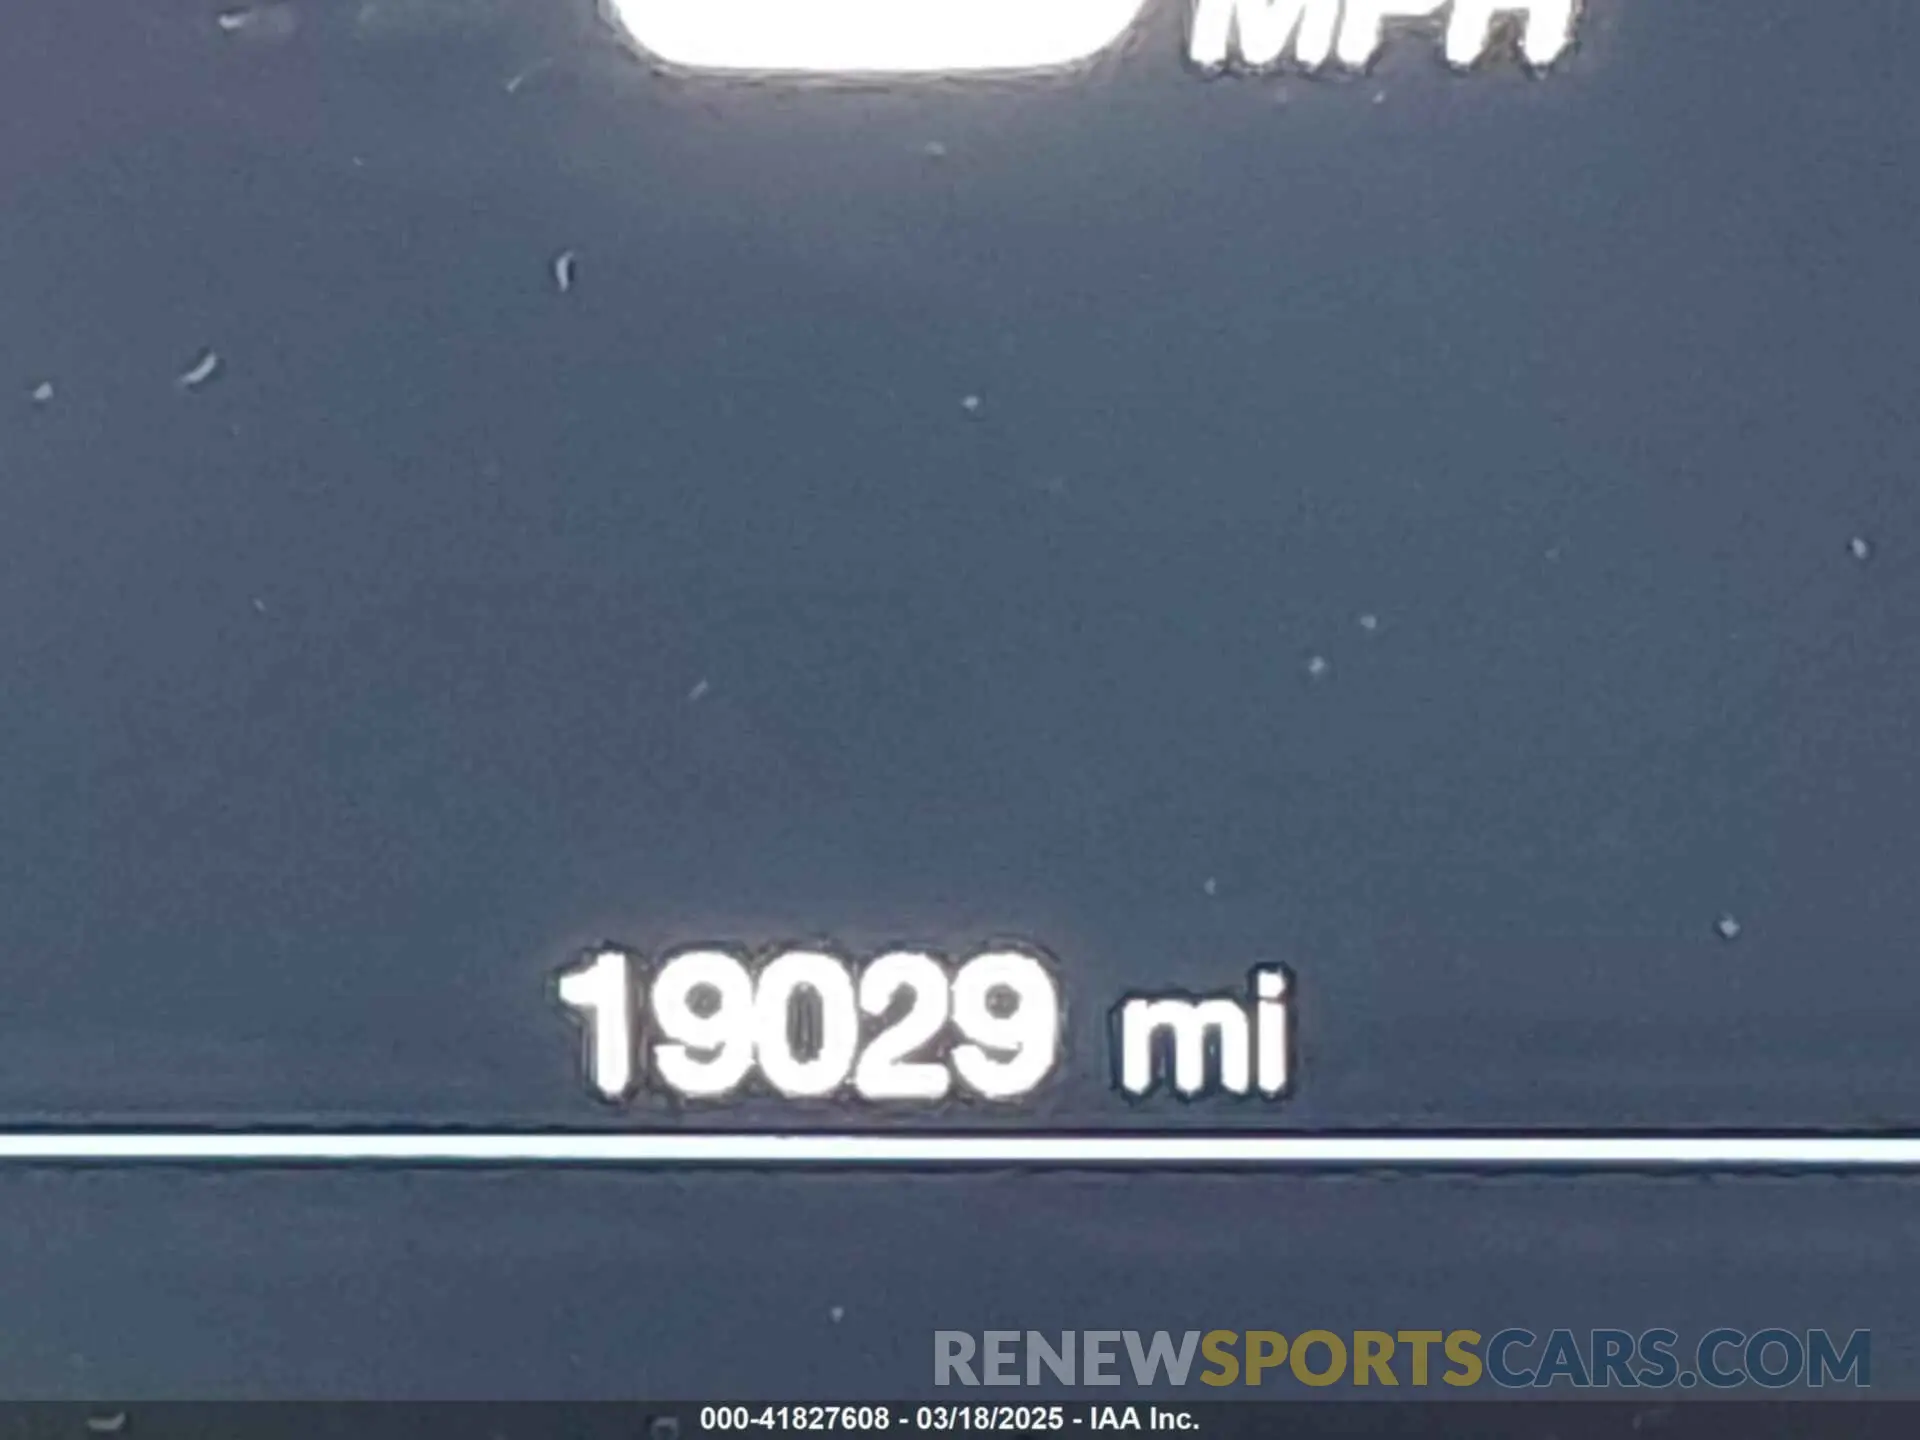 MPH
19029 mi
RENEWSPORTSCARS.COM
000-41827608 - 03/18/2025 - IAA Inc.